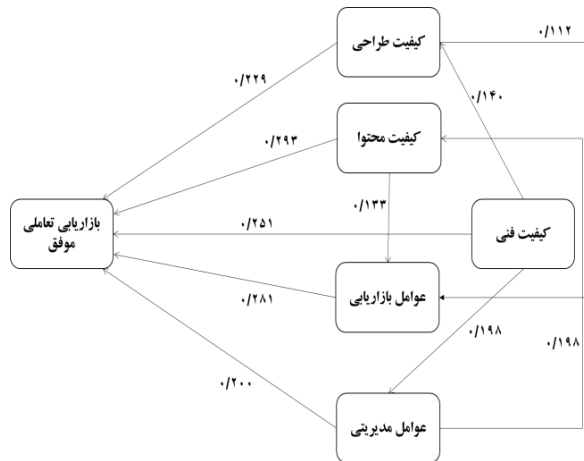 کیفیت طراحی
۰/۱۱۲
۰/۲۲۹
۰/۱۴۰
کیفیت محتوا
۰/۲۹۳
۰/۱۳۳
بازاریابی تعاملی
موفق
۰/۲۵۱
کیفیت فنی
عوامل بازاریابی
۰/۲۸۱
۰/۱۹۸
۰/۱۹۸
۰/۲۰۰
عوامل مدیریتی